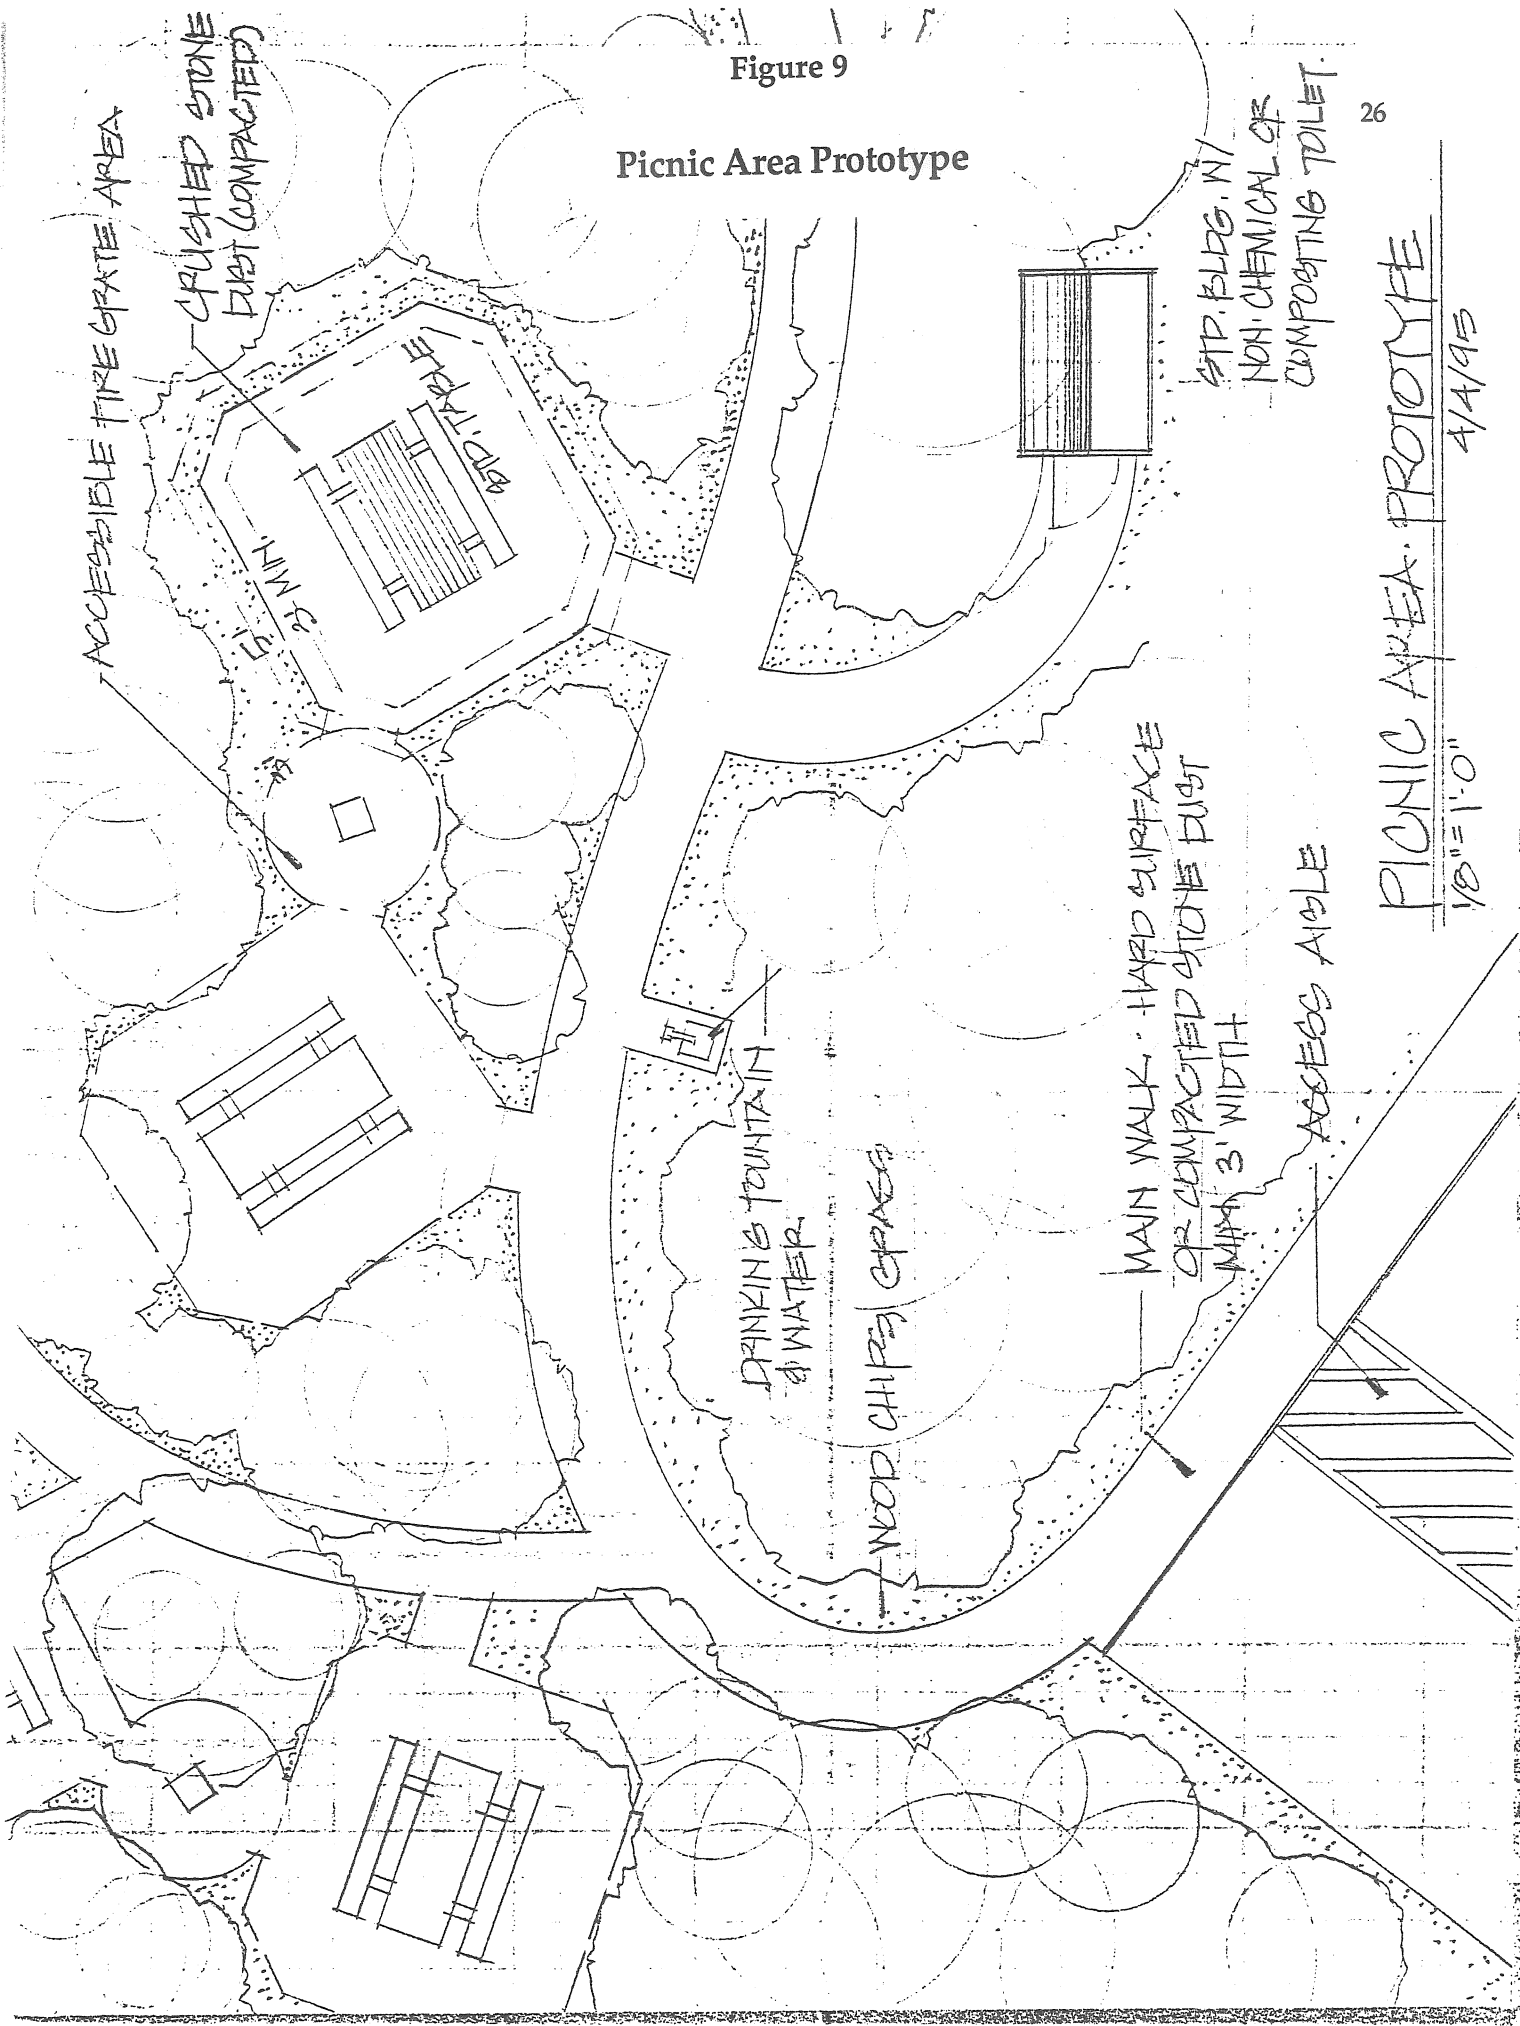 Figure 9
26
Picnic Area Prototype
ACCESSIBLE FIRE GRATE AREA
CRUSHED STONE
DUST (COMPACTED)
STD. TABLE
5'
3' MIN.
STD. BLDG. W/
NON-CHEMICAL OR
COMPOSTING TOILET.
DRINKING FOUNTAIN
& WATER
WOOD CHIPS/ GRASS
MAIN WALK · HARD SURFACE
OR COMPACTED STONE DUST
MIN. 3' WIDTH
ACCESS AISLE
PICNIC AREA · PROTOTYPE
1/8" = 1'-0"
4/4/95